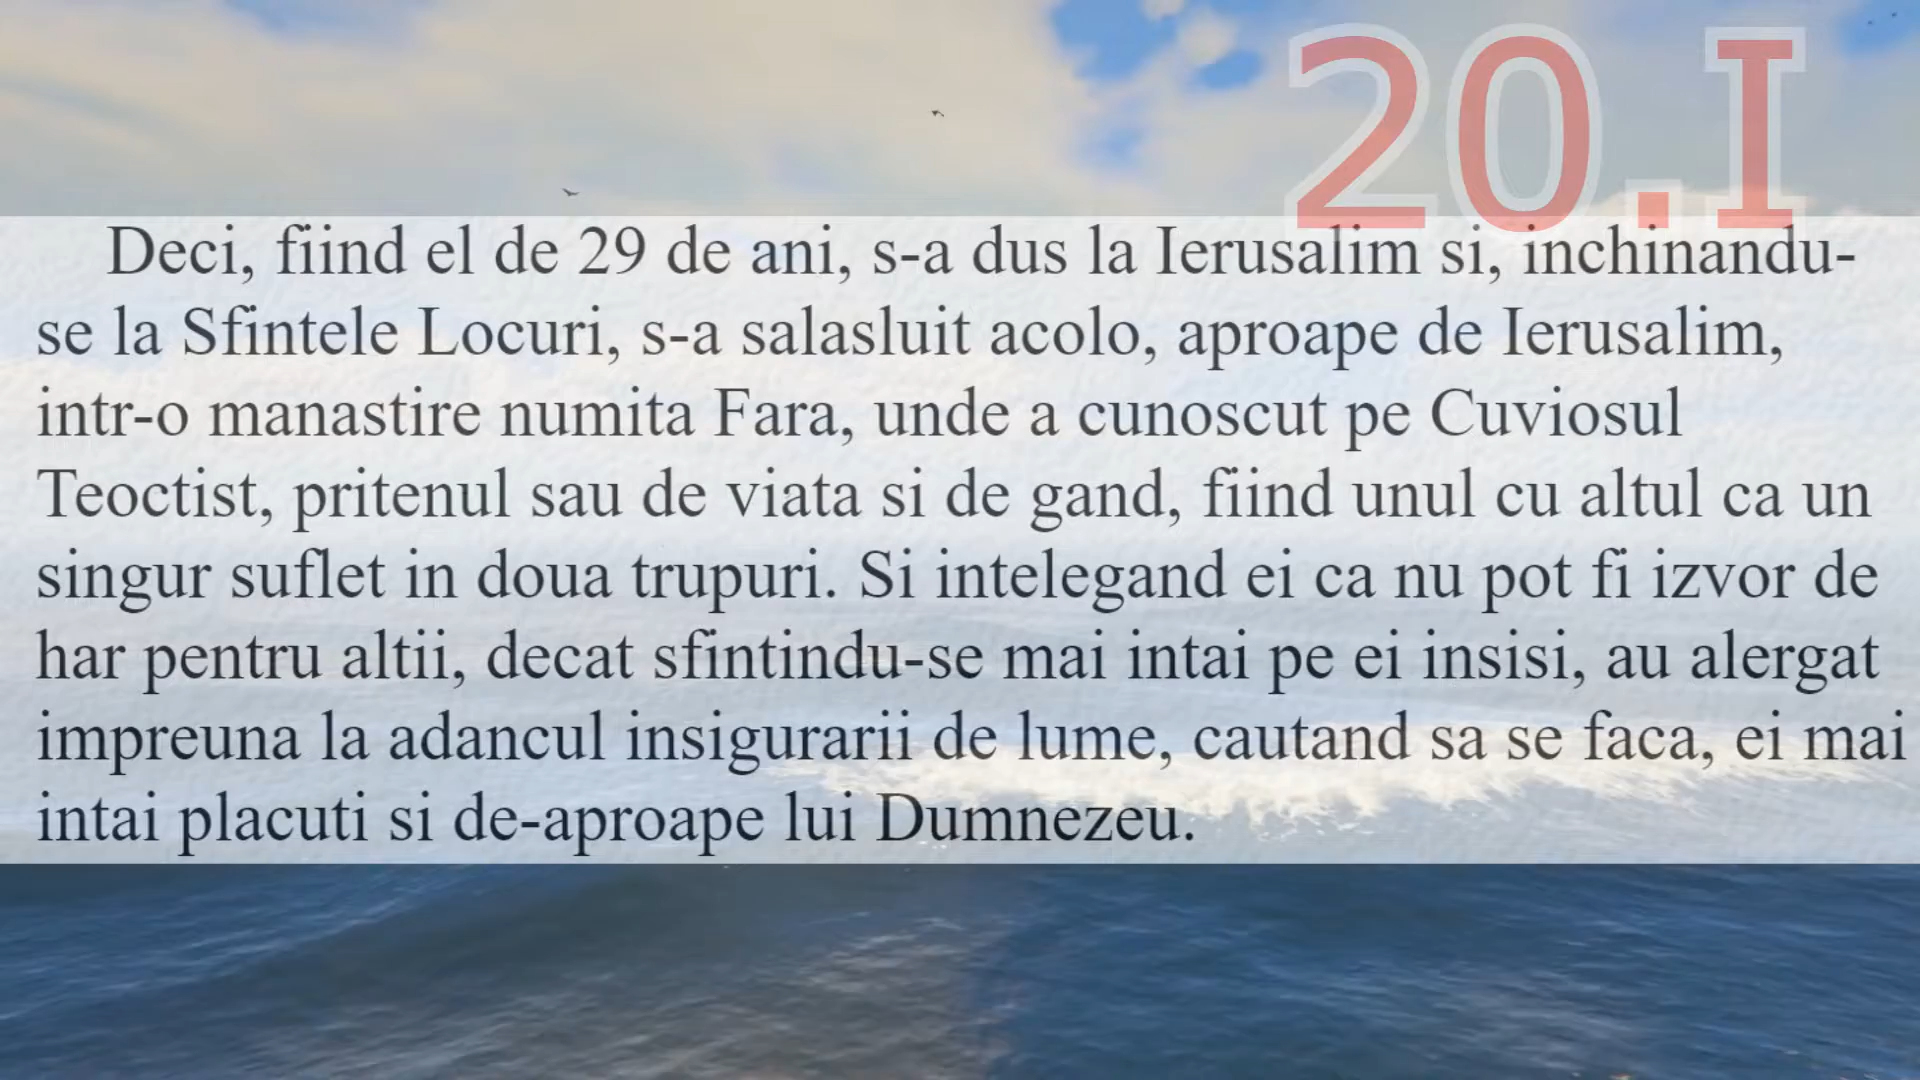 20.I
Deci, fiind el de 29 de ani, s-a dus la Ierusalim si, inchinandu-
se la Sfintele Locuri, s-a salasluit acolo, aproape de Ierusalim,
intr-o manastire numita Fara, unde a cunoscut pe Cuviosul
Teoctist, pritenul sau de viata si de gand, fiind unul cu altul ca un
singur suflet in doua trupuri. Si intelegand ei ca nu pot fi izvor de
har pentru altii, decat sfintindu-se mai intai pe ei insisi, au alergat
impreuna la adancul insigurarii de lume, cautand sa se faca, ei mai
intai placuti si de-aproape lui Dumnezeu.